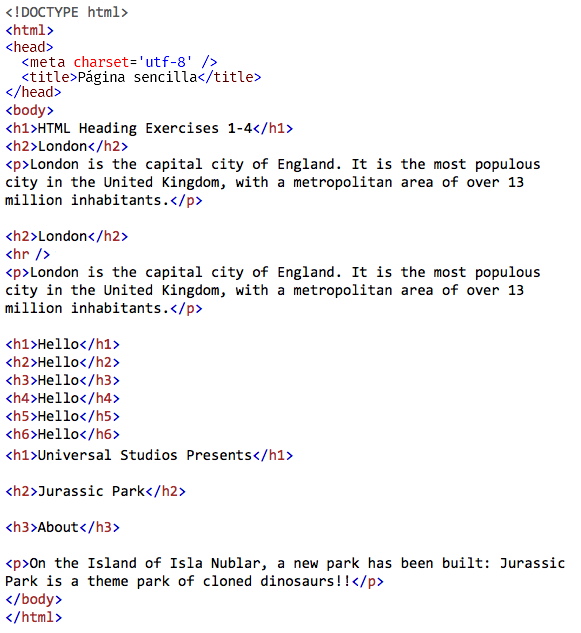 <!DOCTYPE html>
<html>
<head>
<meta charset='utf-8' />
<title>Página sencilla</title>
</head>
<body>
<h1>HTML Heading Exercises 1-4</h1>
<h2>London</h2>
<p>London is the capital city of England. It is the most populous
city in the United Kingdom, with a metropolitan area of over 13
million inhabitants.</p>
<h2>London</h2>
<hr />
<p>London is the capital city of England. It is the most populous
city in the United Kingdom, with a metropolitan area of over 13
million inhabitants.</p>
<h1>Hello</h1>
<h2>Hello</h2>
<h3>Hello</h3>
<h4>Hello</h4>
<h5>Hello</h5>
<h6>Hello</h6>
<h1>Universal Studios Presents</h1>
<h2>Jurassic Park</h2>
<h3>About</h3>
<p>On the Island of Isla Nublar, a new park has been built: Jurassic
Park is a theme park of cloned dinosaurs!!</p>
</body>
</html>